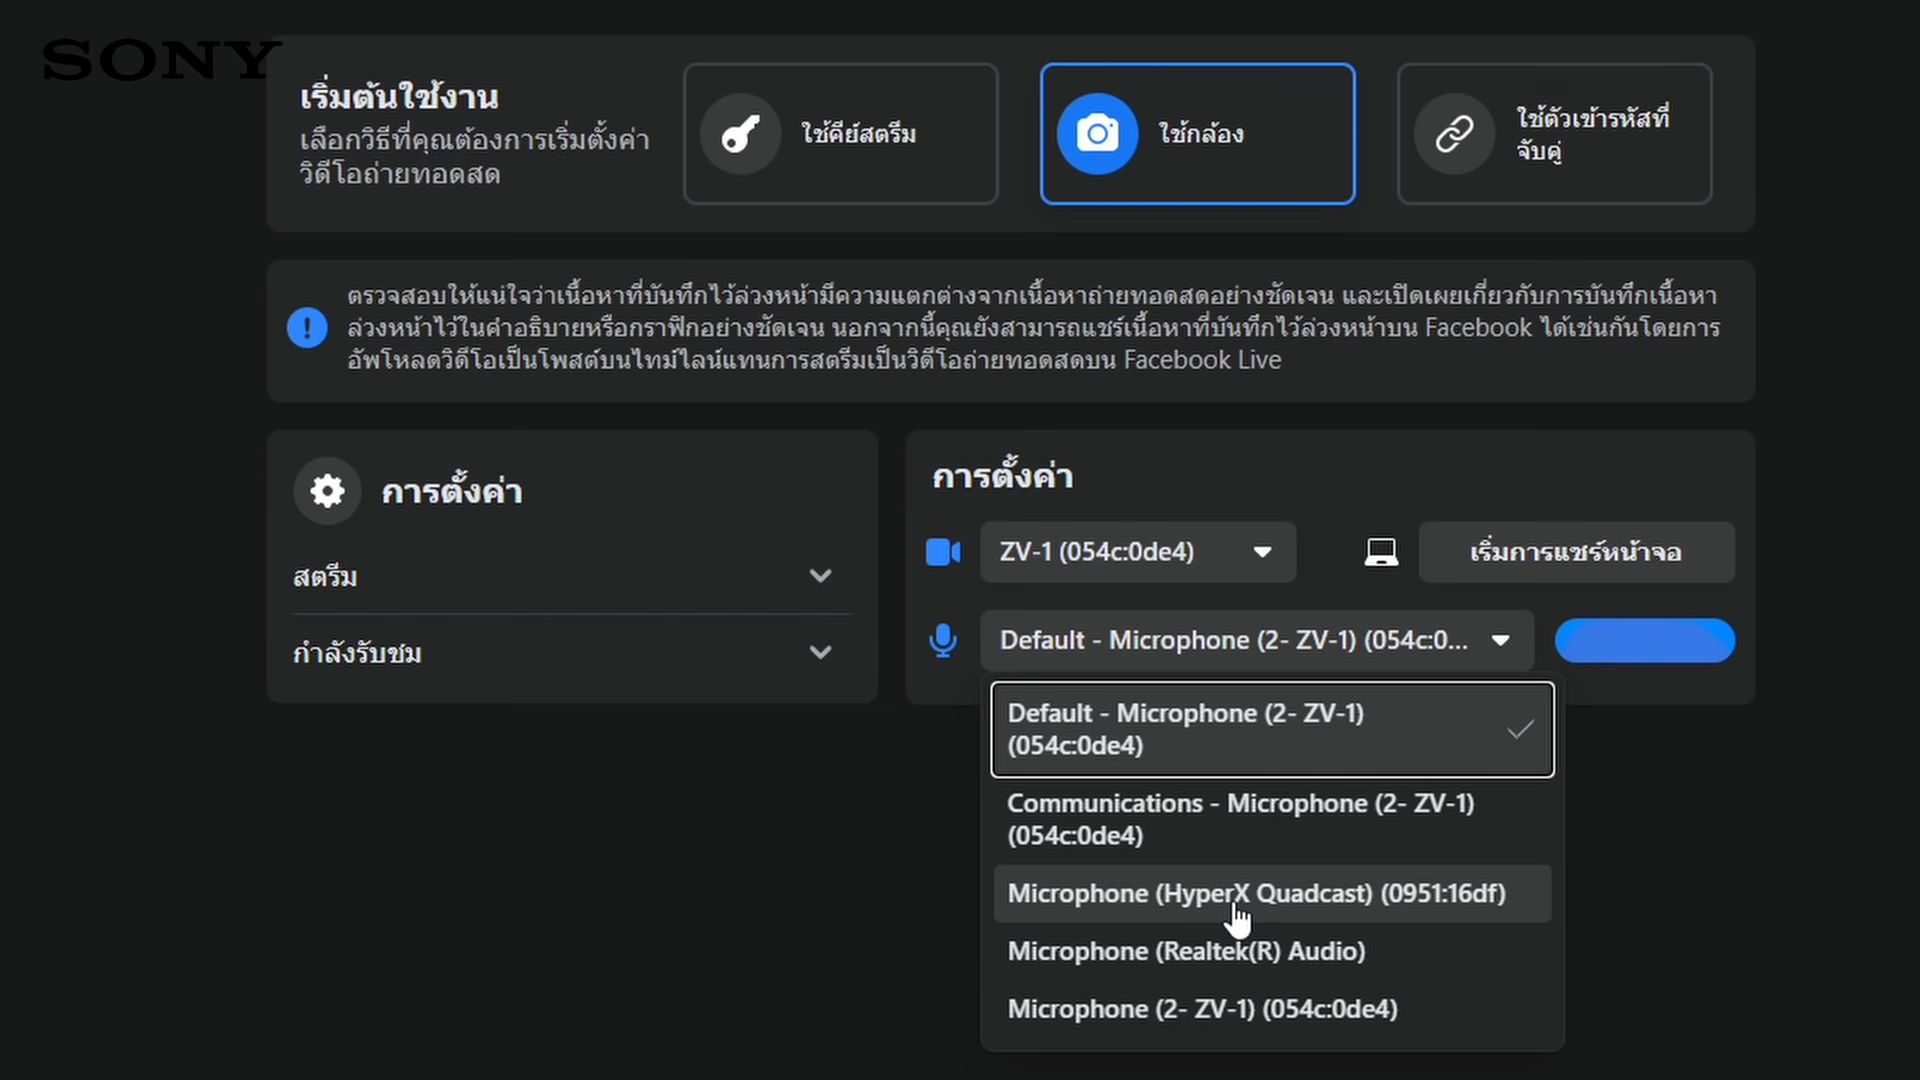 SONY
เริ่มต้นใช้งาน
เลือกวิธีที่คุณต้องการเริ่มตั้งค่า
วิดีโอถ่ายทอดสด
ใช้คีย์สตรีม
ใช้กล้อง
ใช้ตัวเข้ารหัสที่
จับคู่
ตรวจสอบให้แน่ใจว่าเนื้อหาที่บันทึกไว้ล่วงหน้ามีความแตกต่างจากเนื้อหาถ่ายทอดสดอย่างชัดเจน และเปิดเผยเกี่ยวกับการบันทึกเนื้อหา
ล่วงหน้าไว้ในคำอธิบายหรือกราฟิกอย่างชัดเจน นอกจากนี้คุณยังสามารถแชร์เนื้อหาที่บันทึกไว้ล่วงหน้าบน Facebook ได้เช่นกันโดยการ
อัพโหลดวิดีโอเป็นโพสต์บนไทม์ไลน์แทนการสตรีมเป็นวิดีโอถ่ายทอดสดบน Facebook Live
การตั้งค่า
สตรีม
กำลังรับชม
การตั้งค่า
ZV-1 (054c:0de4)
เริ่มการแชร์หน้าจอ
Default - Microphone (2- ZV-1) (054c:0...
Default - Microphone (2- ZV-1)
(054c:0de4)
Communications - Microphone (2- ZV-1)
(054c:0de4)
Microphone (HyperX Quadcast) (0951:16df)
Microphone (Realtek(R) Audio)
Microphone (2- ZV-1) (054c:0de4)